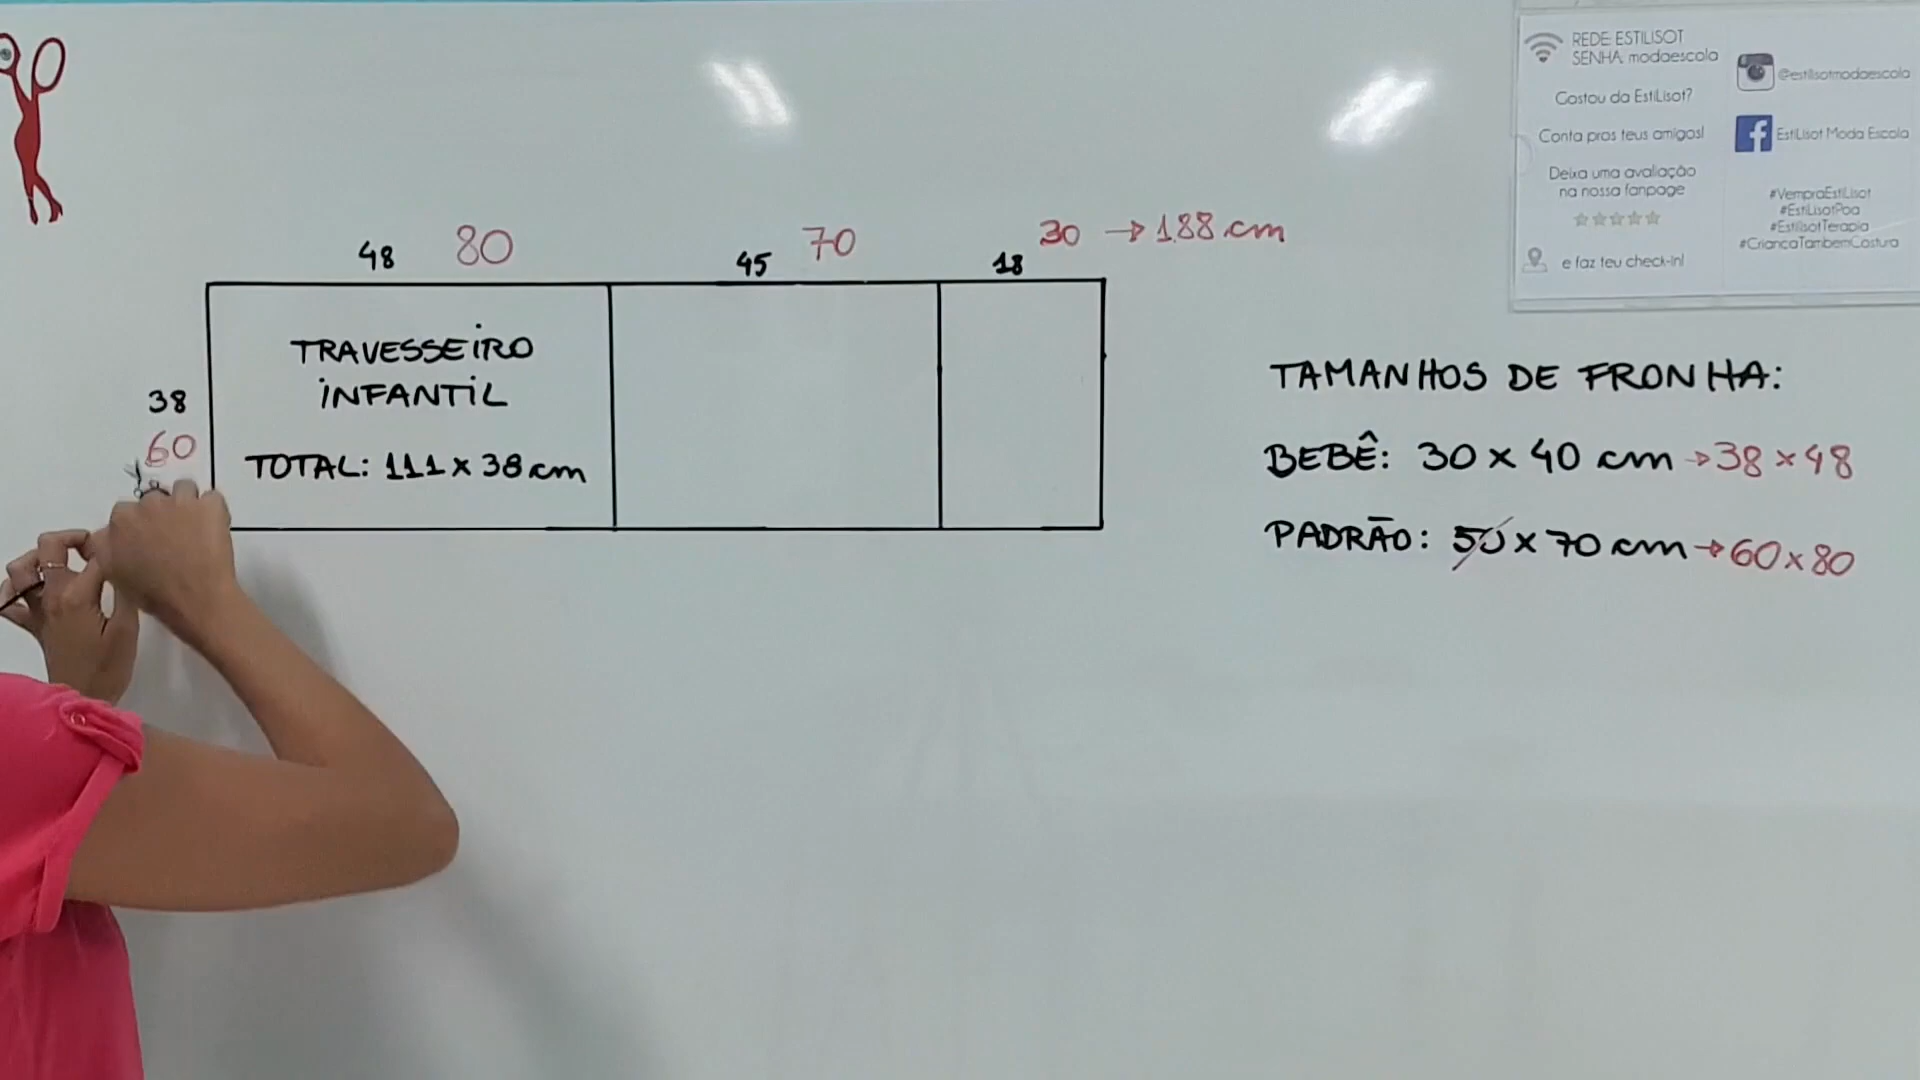 REDE: ESTILISOT
SENHA: modaescola
Gostou da EstiLisot?
Conta pros teus amigos!
Deixa uma avaliação
na nossa fanpage
e faz teu check-in!
@estilisotmodaescola
EstiLisot Moda Escola
#VempraEstiLisot
#EstiLisotPoa
#EstilisotTerapia
#CriancaTambemCostura
48 80 45 70 18 30 → 188 cm
TRAVESSEIRO
INFANTIL
TOTAL: 111 x 38 cm
38
60
TAMANHOS DE FRONHA:
BEBÊ: 30 x 40 cm → 38 x 48
PADRÃO: 50 x 70 cm → 60 x 80